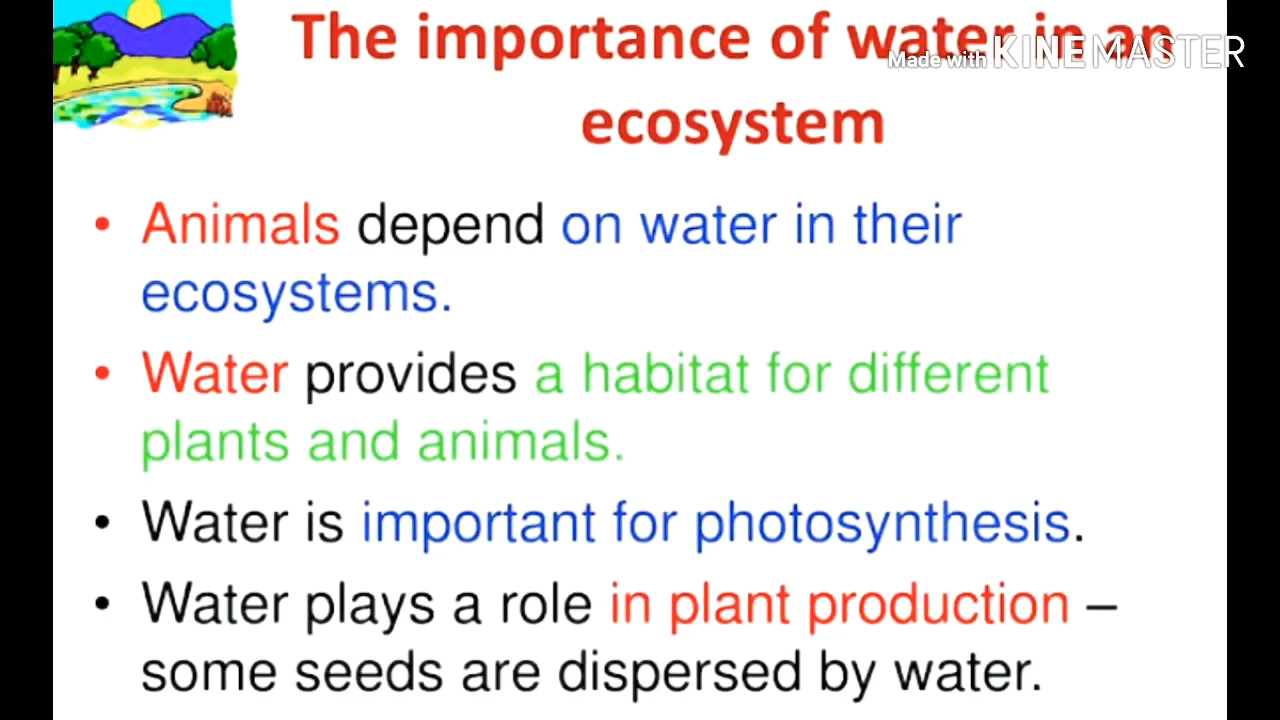 The importance of water in an
Made with KINEMASTER
ecosystem
• Animals depend on water in their
ecosystems.
• Water provides a habitat for different
plants and animals.
• Water is important for photosynthesis.
• Water plays a role in plant production –
some seeds are dispersed by water.